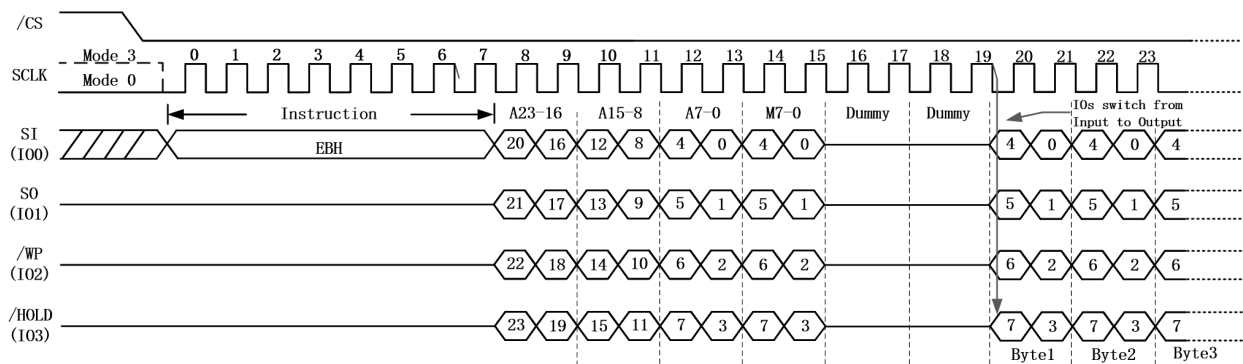 /CS
Mode 3 0 1 2 3 4 5 6 7 8 9 10 11 12 13 14 15 16 17 18 19 20 21 22 23
SCLK
Mode 0
Instruction A23-16 A15-8 A7-0 M7-0 Dummy Dummy IOs switch from
Input to Output
SI
(IO0) EBH 20 16 12 8 4 0 4 0 4 0 4 0 4
SO
(IO1) 21 17 13 9 5 1 5 1 5 1 5 1 5
/WP
(IO2) 22 18 14 10 6 2 6 2 6 2 6 2 6
/HOLD
(IO3) 23 19 15 11 7 3 7 3 7 3 7 3 7
Byte1 Byte2 Byte3